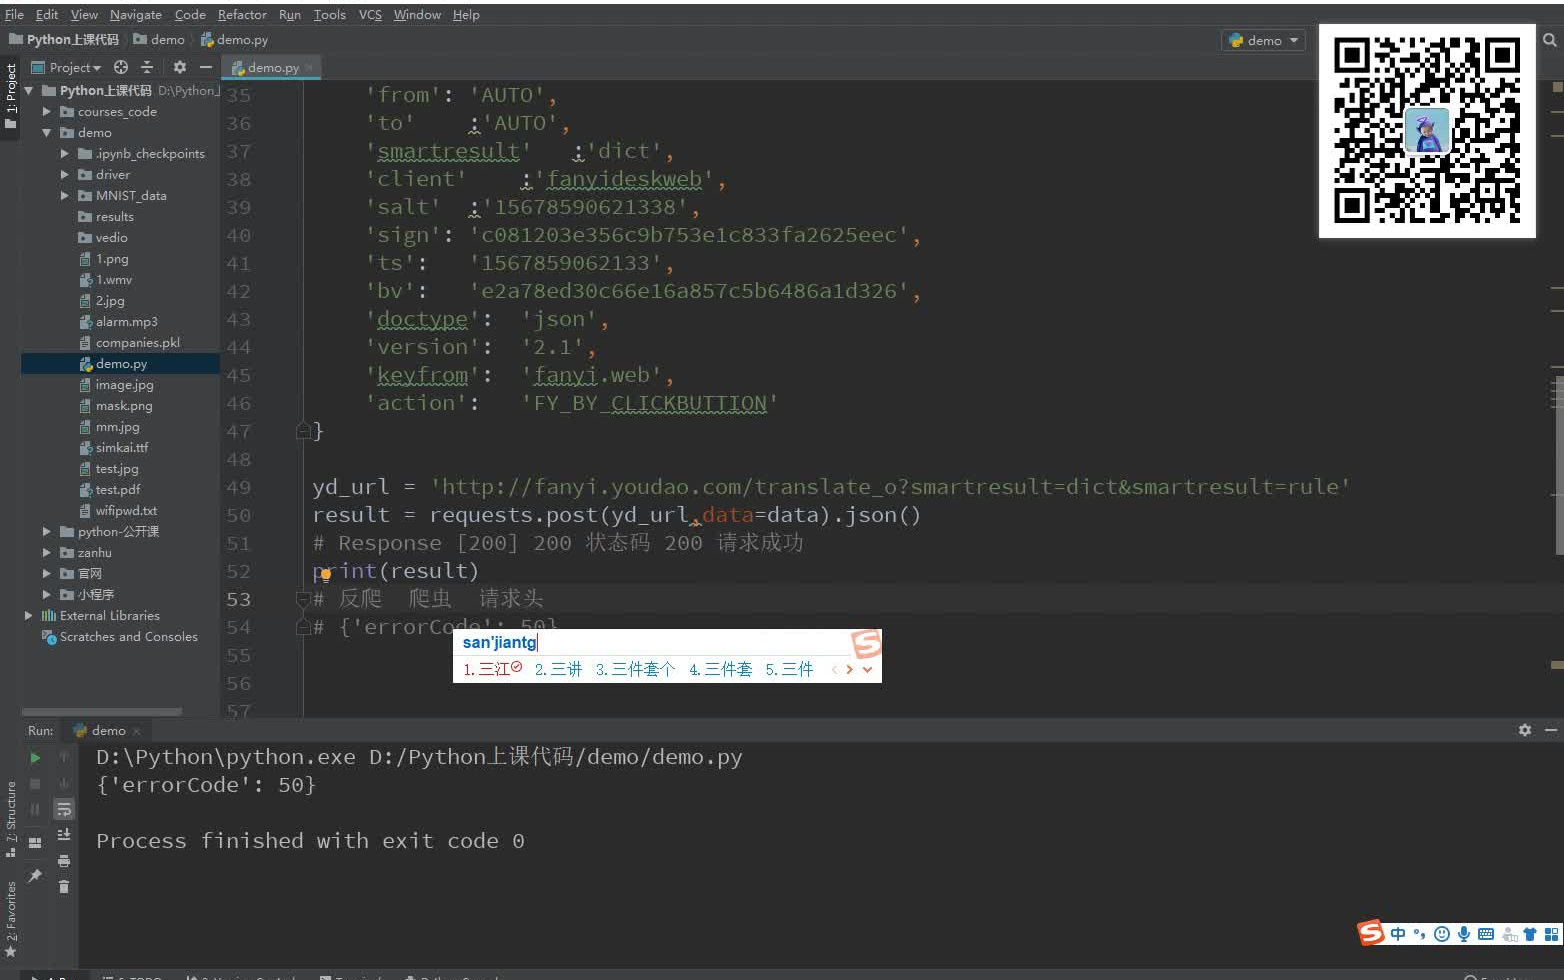 File Edit View Navigate Code Refactor Run Tools VCS Window Help
Python上课代码 demo demo.py
demo
1: Project
Project
demo.py
Python上课代码 D:\Python_
courses_code
demo
.ipynb_checkpoints
driver
MNIST_data
results
vedio
1.png
1.wmv
2.jpg
alarm.mp3
companies.pkl
demo.py
image.jpg
mask.png
mm.jpg
simkai.ttf
test.jpg
test.pdf
wifipwd.txt
python-公开课
zanhu
官网
小程序
External Libraries
Scratches and Consoles
35 'from': 'AUTO',
36 'to' :'AUTO',
37 'smartresult' :'dict',
38 'client' :'fanyideskweb',
39 'salt' :'15678590621338',
40 'sign': 'c081203e356c9b753e1c833fa2625eec',
41 'ts': '1567859062133',
42 'bv': 'e2a78ed30c66e16a857c5b6486a1d326',
43 'doctype': 'json',
44 'version': '2.1',
45 'keyfrom': 'fanyi.web',
46 'action': 'FY_BY_CLICKBUTTION'
47 }
48
49 yd_url = 'http://fanyi.youdao.com/translate_o?smartresult=dict&smartresult=rule'
50 result = requests.post(yd_url,data=data).json()
51 # Response [200] 200 状态码 200 请求成功
52 print(result)
53 # 反爬 爬虫 请求头
54 # {'errorCode': 50}
55
56
57
san'jiantg
1.三江 2.三讲 3.三件套个 4.三件套 5.三件
Run: demo
D:\Python\python.exe D:/Python上课代码/demo/demo.py
{'errorCode': 50}
Process finished with exit code 0
7: Structure
2: Favorites
中